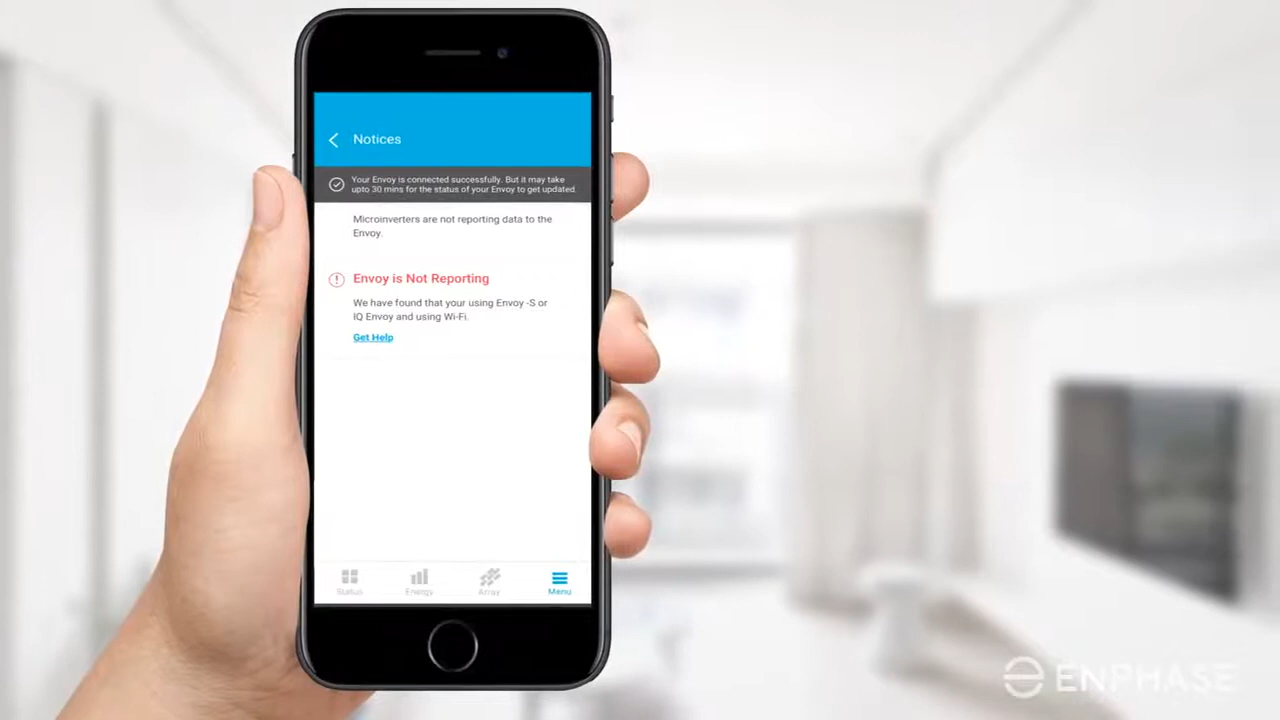 Notices
Your Envoy is connected successfully. But it may take
upto 30 mins for the status of your Envoy to get updated
Microinverters are not reporting data to the
Envoy.
Envoy is Not Reporting
We have found that your using Envoy -S or
IQ Envoy and using Wi-Fi.
Get Help
Status Energy Array Menu
ENPHASE